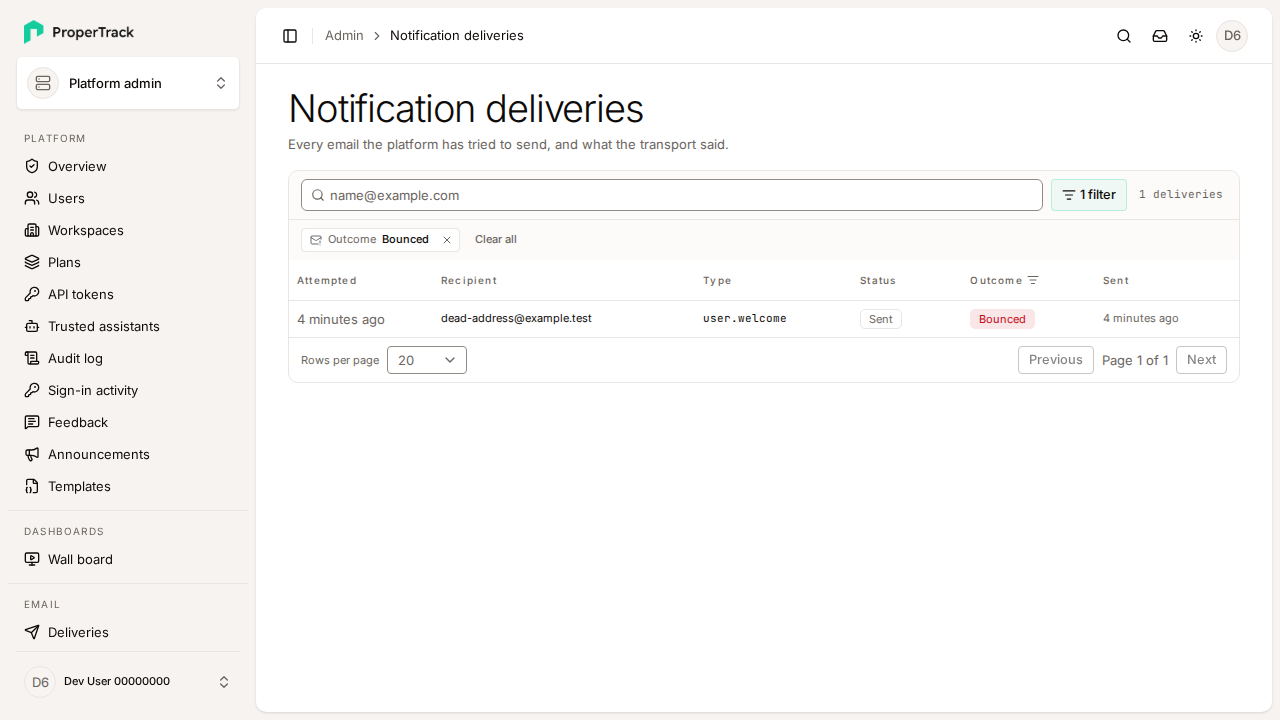 ProperTrack
Platform admin
PLATFORM
Overview
Users
Workspaces
Plans
API tokens
Trusted assistants
Audit log
Sign-in activity
Feedback
Announcements
Templates
DASHBOARDS
Wall board
EMAIL
Deliveries
D6 Dev User 00000000
Admin > Notification deliveries
D6
Notification deliveries
Every email the platform has tried to send, and what the transport said.
name@example.com
1 filter
1 deliveries
Outcome Bounced
Clear all
Attempted Recipient Type Status Outcome Sent
4 minutes ago dead-address@example.test user.welcome Sent Bounced 4 minutes ago
Rows per page 20
Previous Page 1 of 1 Next